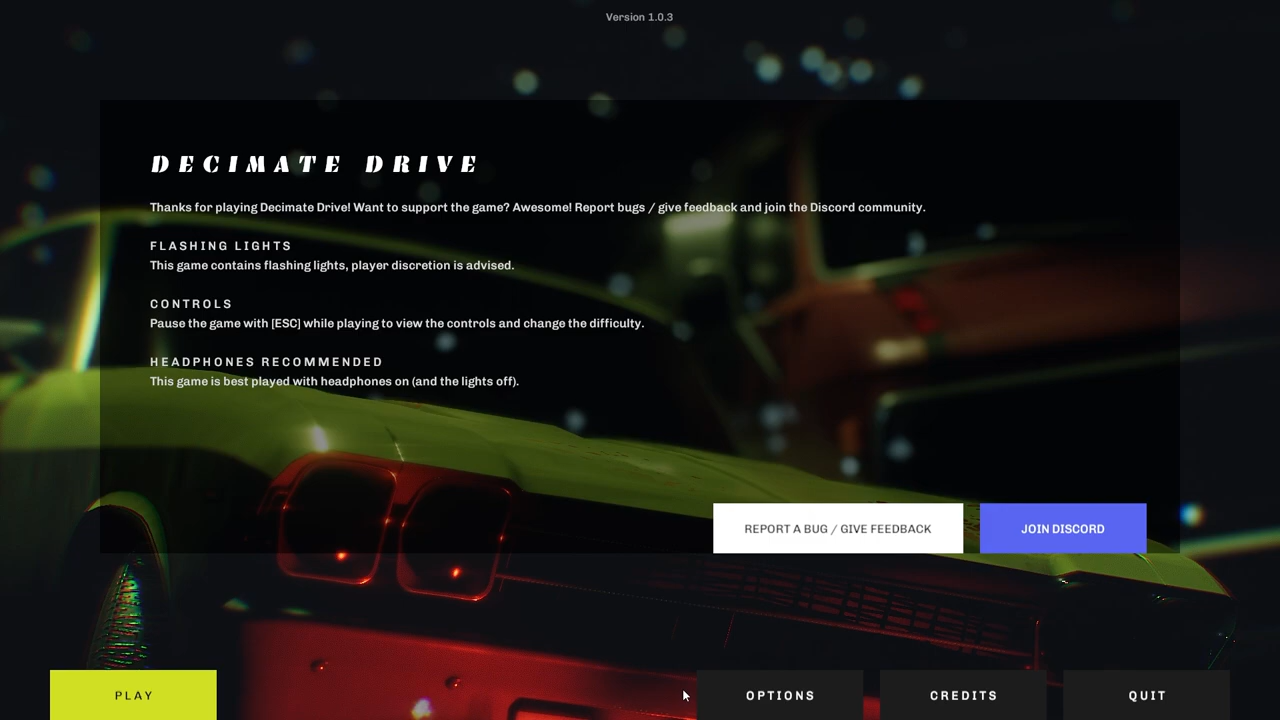 Version 1.0.3
DECIMATE DRIVE
Thanks for playing Decimate Drive! Want to support the game? Awesome! Report bugs / give feedback and join the Discord community.
FLASHING LIGHTS
This game contains flashing lights, player discretion is advised.
CONTROLS
Pause the game with [ESC] while playing to view the controls and change the difficulty.
HEADPHONES RECOMMENDED
This game is best played with headphones on (and the lights off).
REPORT A BUG / GIVE FEEDBACK
JOIN DISCORD
PLAY
OPTIONS
CREDITS
QUIT